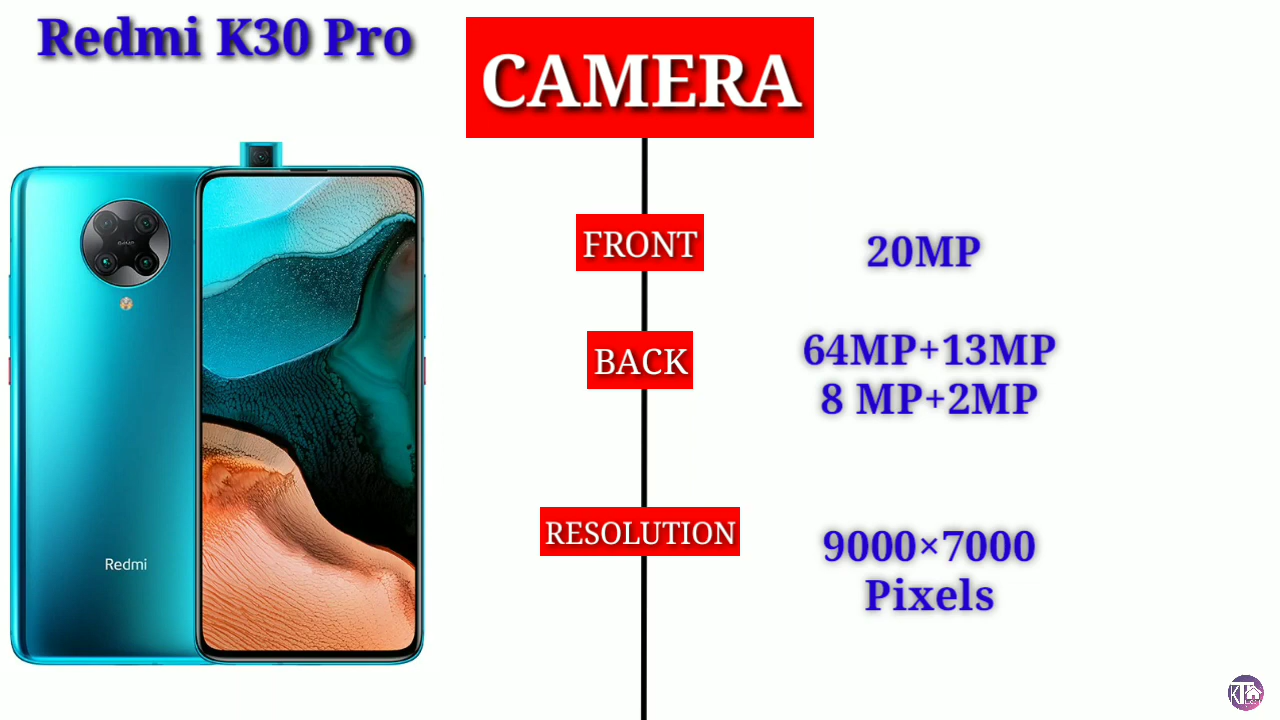 Redmi K30 Pro
CAMERA
FRONT
20MP
BACK
64MP+13MP
8 MP+2MP
RESOLUTION
9000×7000
Pixels
Redmi